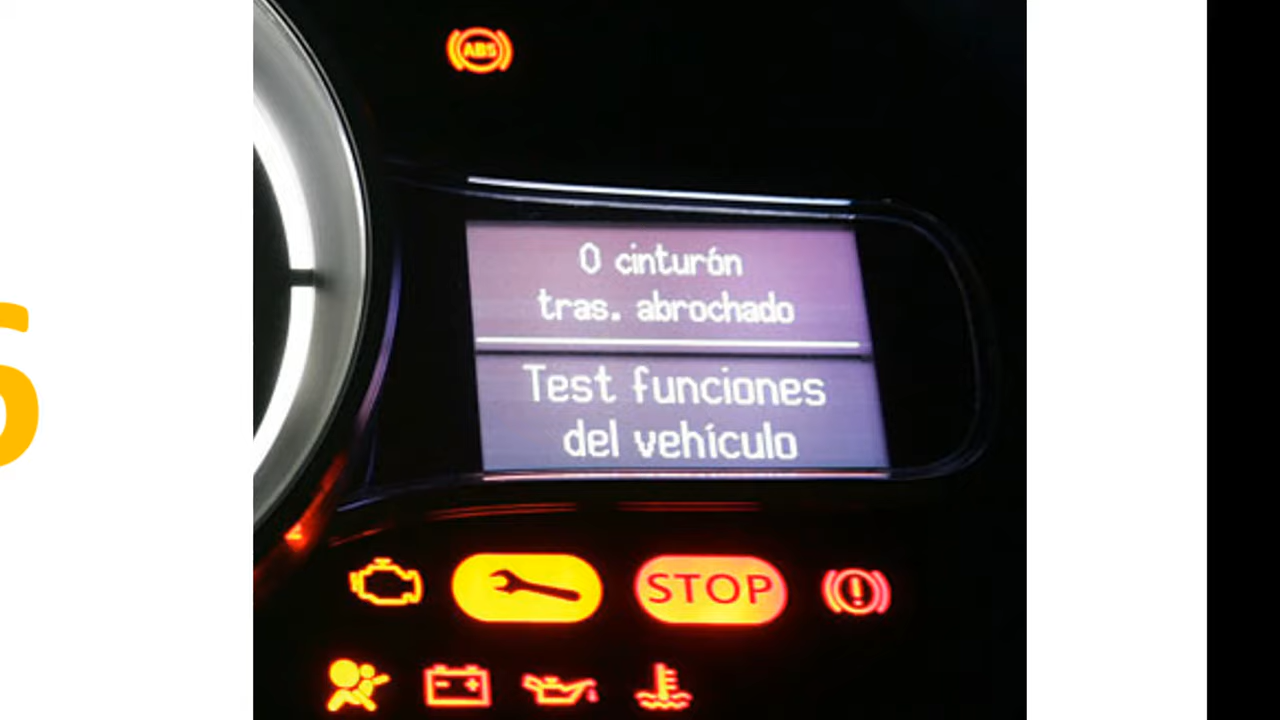 ABS
0 cinturón
tras. abrochado
Test funciones
del vehículo
STOP